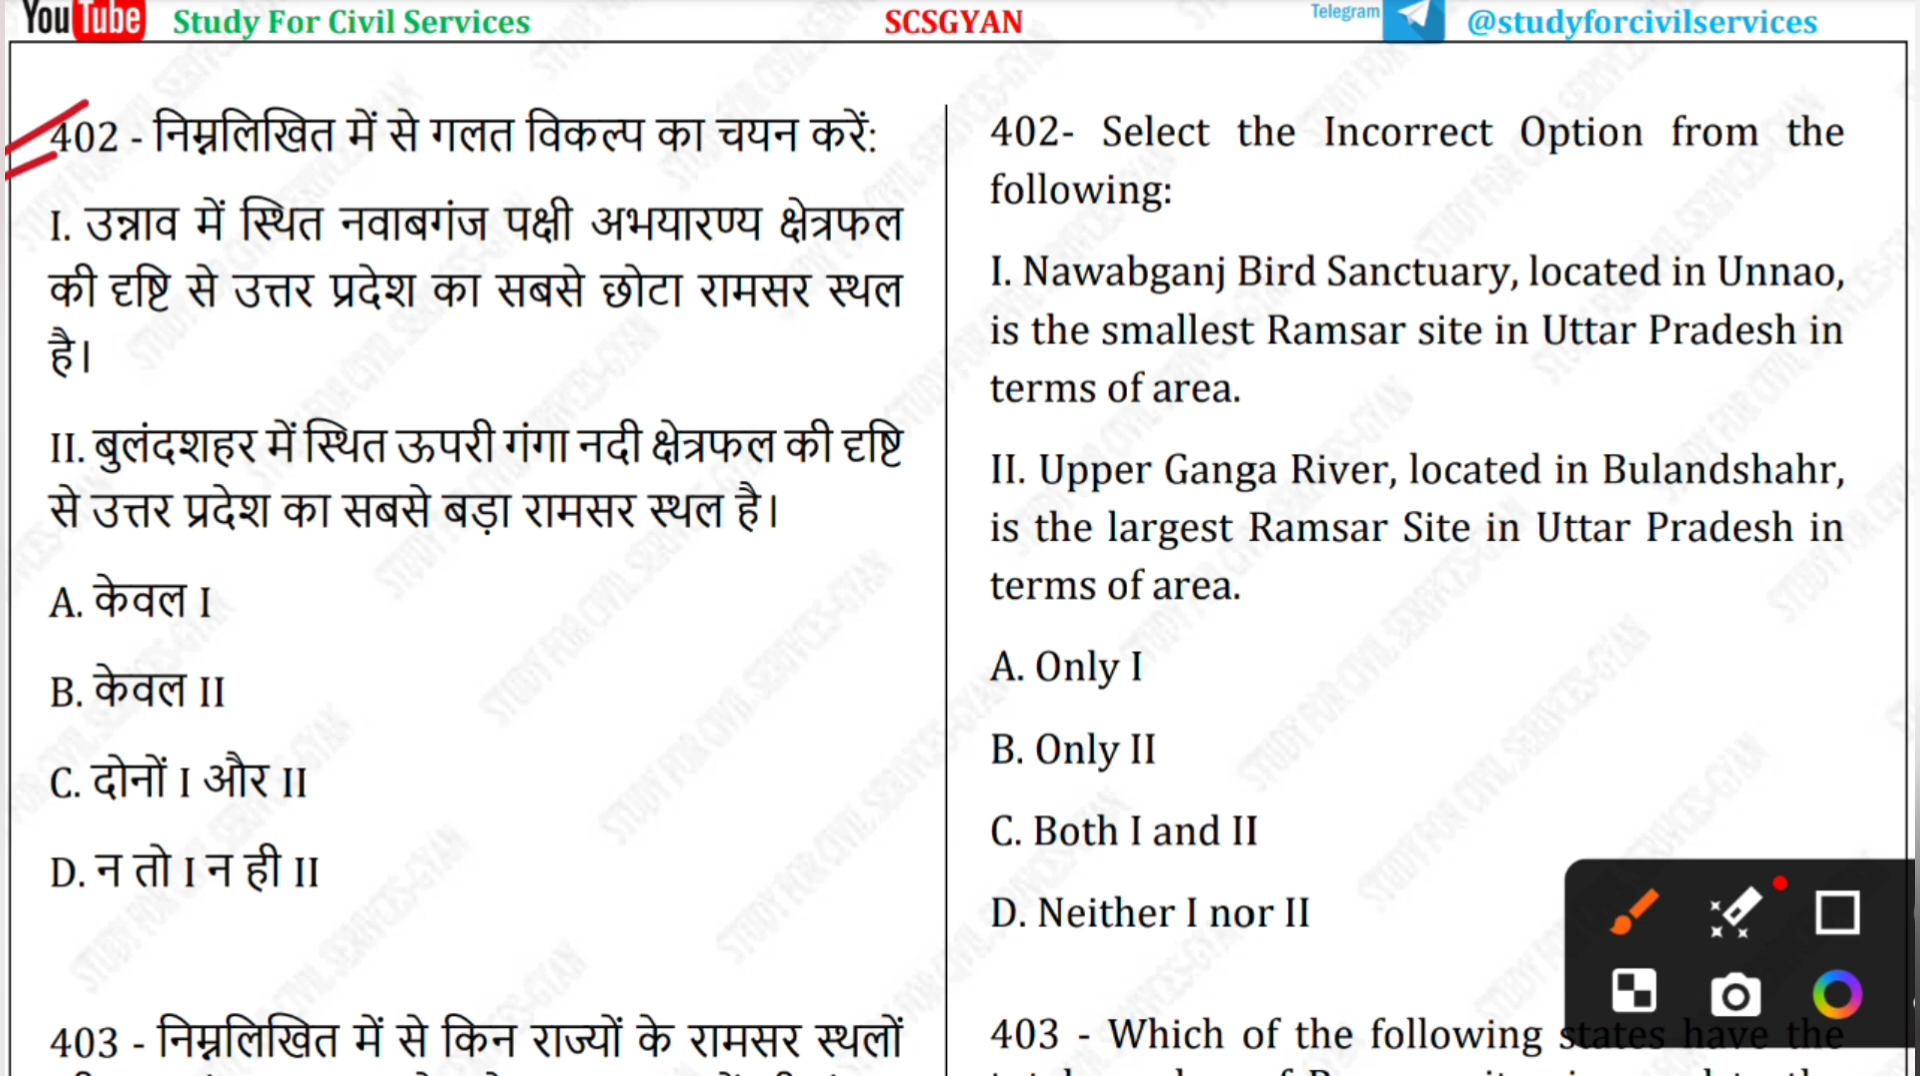 YouTube Study For Civil Services SCSGYAN Telegram @studyforcivilservices
402 - निम्नलिखित में से गलत विकल्प का चयन करें:
I. उन्नाव में स्थित नवाबगंज पक्षी अभयारण्य क्षेत्रफल
की दृष्टि से उत्तर प्रदेश का सबसे छोटा रामसर स्थल
है।
II. बुलंदशहर में स्थित ऊपरी गंगा नदी क्षेत्रफल की दृष्टि
से उत्तर प्रदेश का सबसे बड़ा रामसर स्थल है।
A. केवल I
B. केवल II
C. दोनों I और II
D. न तो I न ही II
403 - निम्नलिखित में से किन राज्यों के रामसर स्थलों
402- Select the Incorrect Option from the
following:
I. Nawabganj Bird Sanctuary, located in Unnao,
is the smallest Ramsar site in Uttar Pradesh in
terms of area.
II. Upper Ganga River, located in Bulandshahr,
is the largest Ramsar Site in Uttar Pradesh in
terms of area.
A. Only I
B. Only II
C. Both I and II
D. Neither I nor II
403 - Which of the following states have the